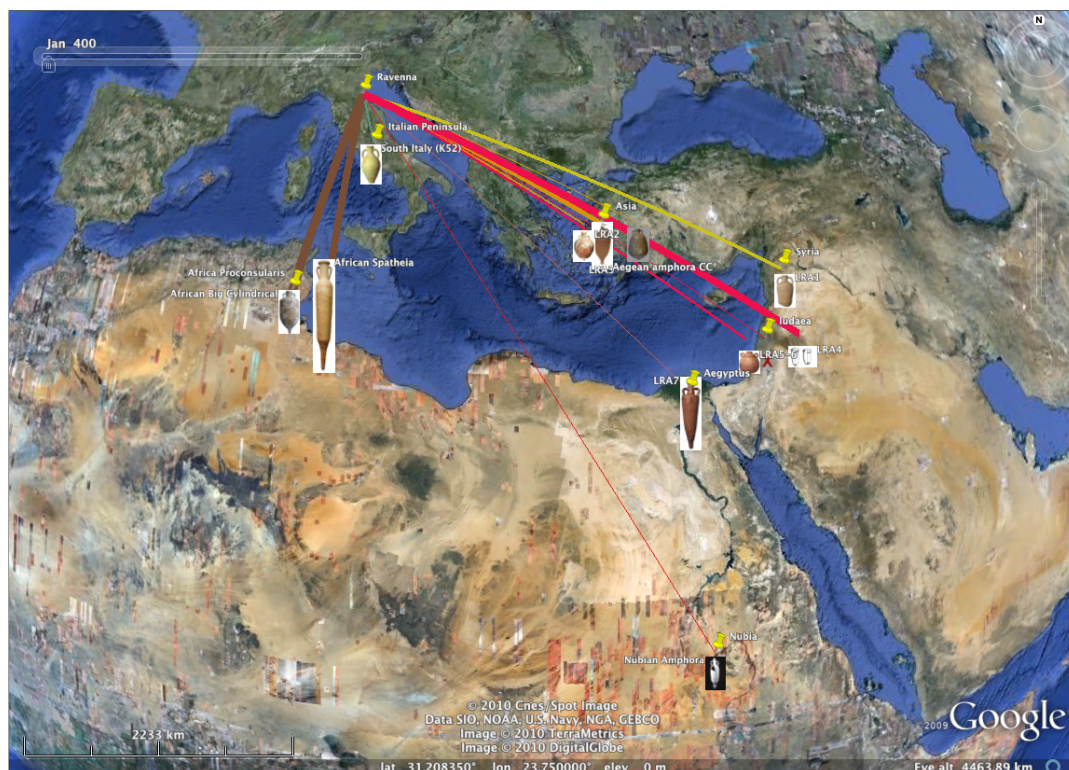 N
Jan 400
Ravenna
Italian Peninsula
South Italy (K52)
Asia
LRA2
Aegean amphora CC
Syria
LRA1
African Spatheia
Africa Proconsularis
African Big Cylindrical
Iudaea
LRA5-6
LRA4
LRA7
Aegyptus
Nubia
Nubian Amphora
© 2010 Cnes/Spot Image
Data SIO, NOAA, U.S. Navy, NGA, GEBCO
Image © 2010 TerraMetrics
Image © 2010 DigitalGlobe
©2009 Google
2233 km
lat 31.208350° lon 23.750000° elev 0 m
Eye alt 4463.89 km